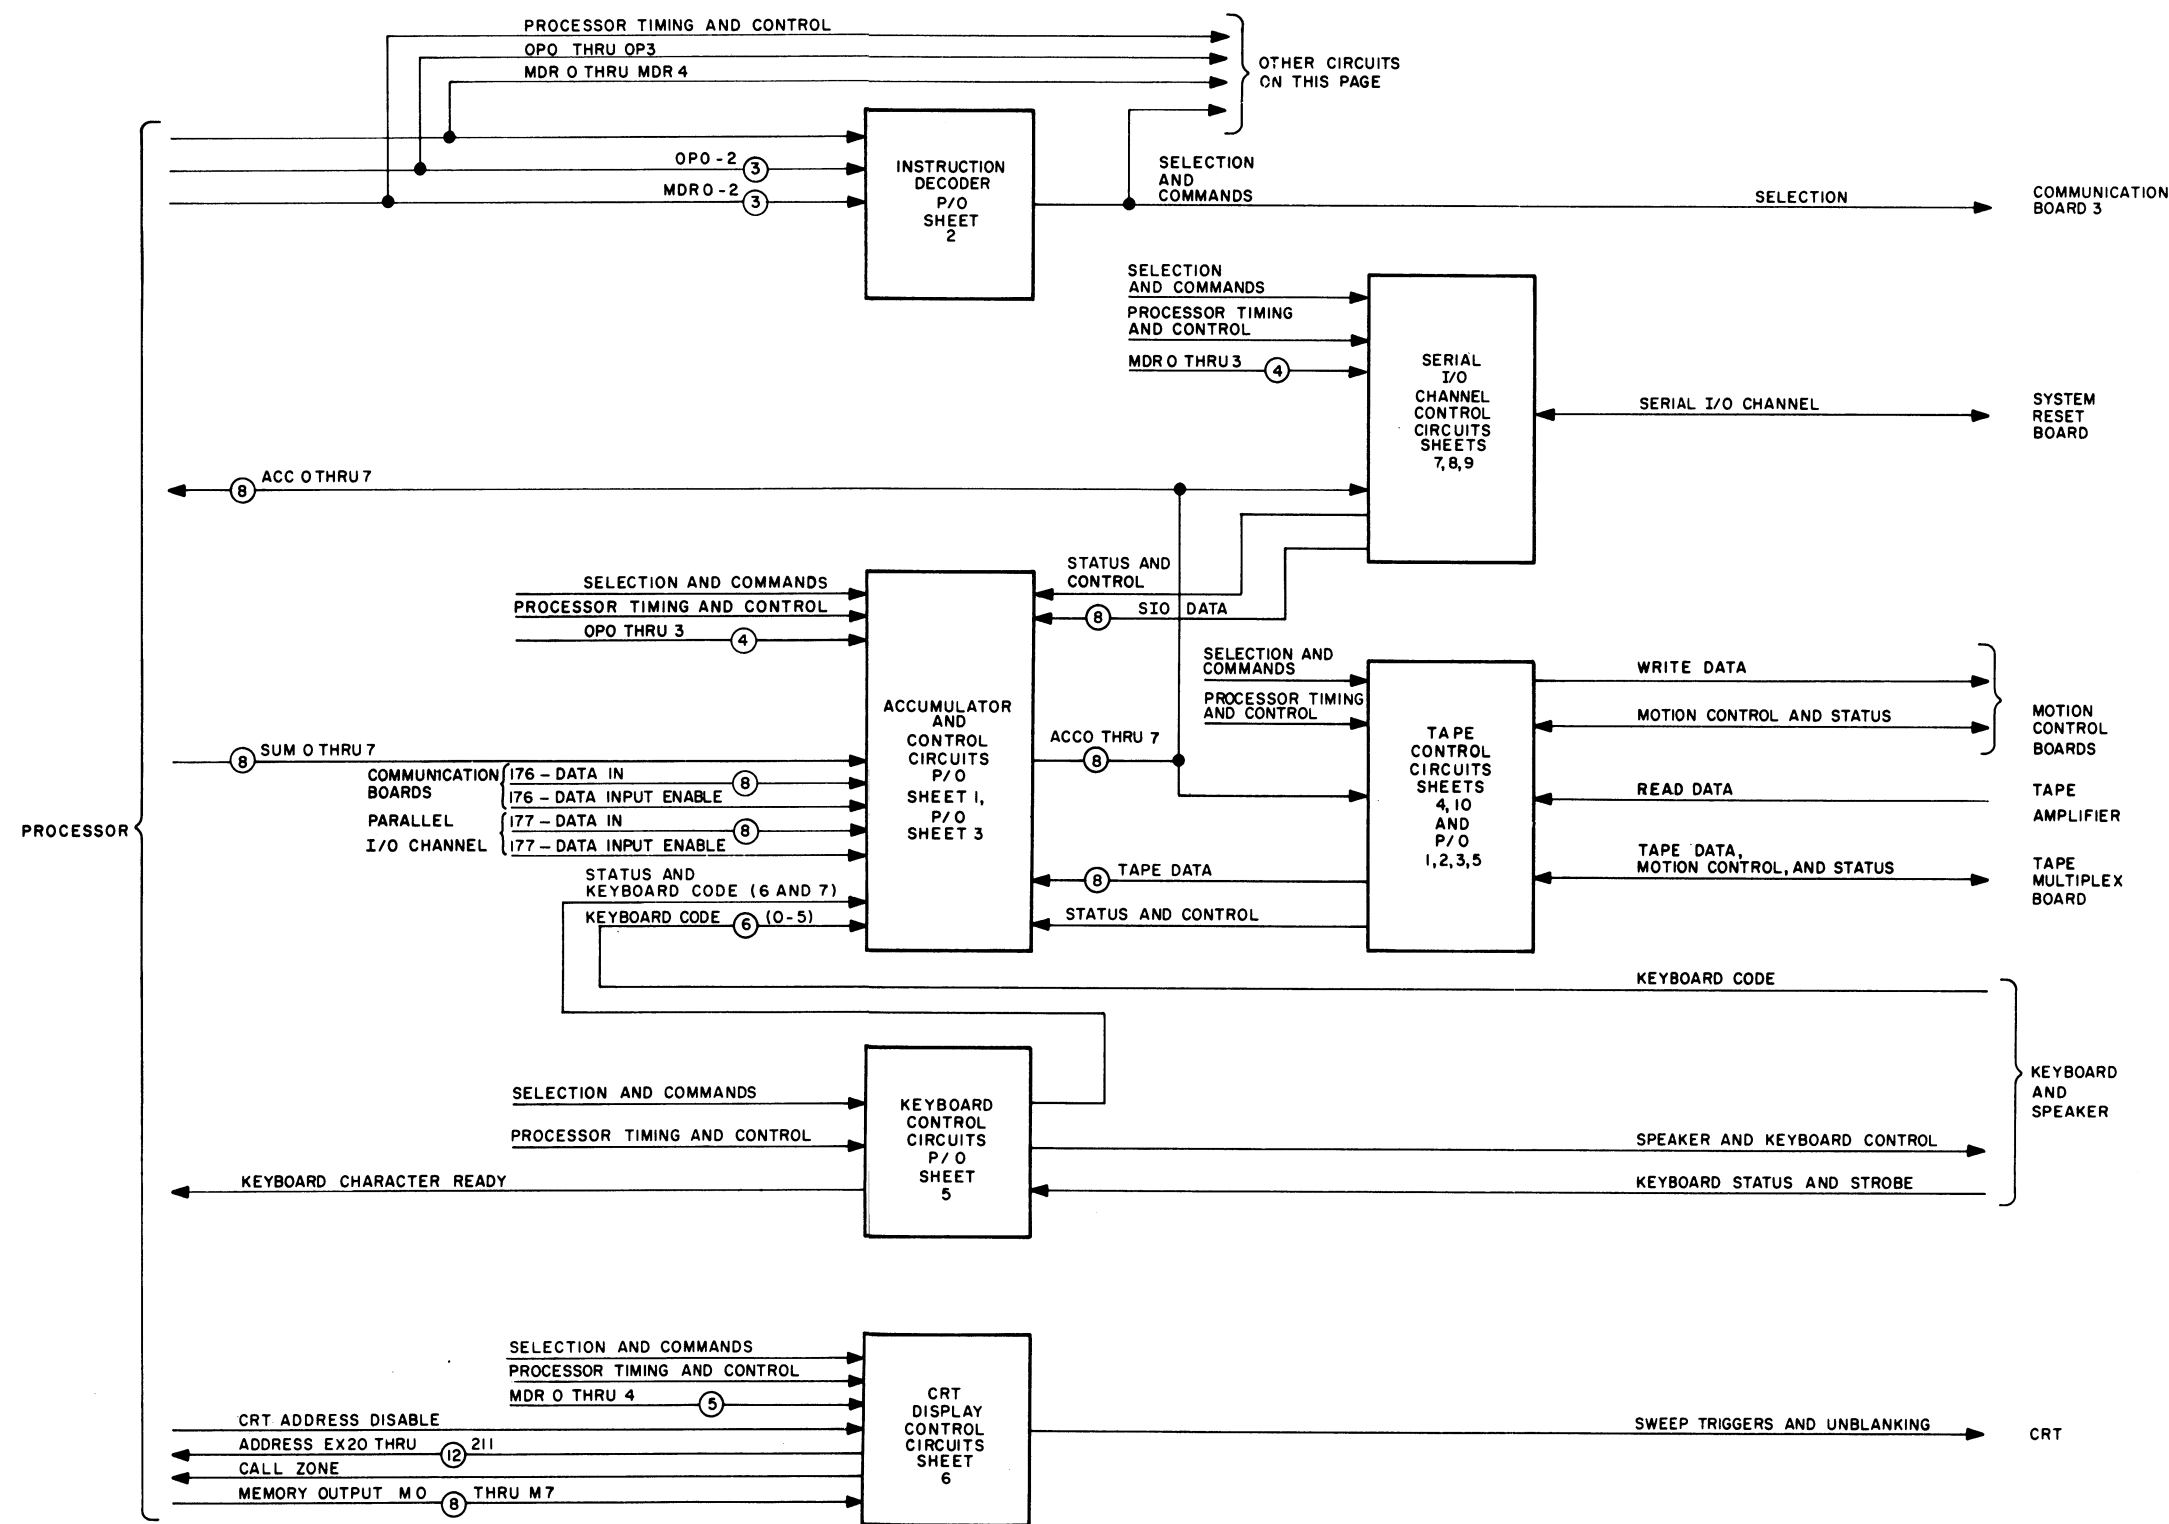 PROCESSOR TIMING AND CONTROL
OP0 THRU OP3
MDR 0 THRU MDR 4
OTHER CIRCUITS
ON THIS PAGE
OP0-2 3
MDR0-2 3
INSTRUCTION
DECODER
P/O
SHEET
2
SELECTION
AND
COMMANDS
SELECTION
COMMUNICATION
BOARD 3
SELECTION
AND COMMANDS
PROCESSOR TIMING
AND CONTROL
MDR 0 THRU 3 4
SERIAL
I/O
CHANNEL
CONTROL
CIRCUITS
SHEETS
7,8,9
SERIAL I/O CHANNEL
SYSTEM
RESET
BOARD
8 ACC 0 THRU 7
STATUS AND
CONTROL
8 SIO DATA
SELECTION AND COMMANDS
PROCESSOR TIMING AND CONTROL
OP0 THRU 3 4
ACCUMULATOR
AND
CONTROL
CIRCUITS
P/O
SHEET 1,
P/O
SHEET 3
PROCESSOR
8 SUM 0 THRU 7
COMMUNICATION
BOARDS
176 - DATA IN 8
176 - DATA INPUT ENABLE
PARALLEL
I/O CHANNEL
177 - DATA IN 8
177 - DATA INPUT ENABLE
STATUS AND
KEYBOARD CODE (6 AND 7)
KEYBOARD CODE 6 (0-5)
ACC0 THRU 7
8
SELECTION AND
COMMANDS
PROCESSOR TIMING
AND CONTROL
TAPE
CONTROL
CIRCUITS
SHEETS
4,10
AND
P/O
1,2,3,5
8 TAPE DATA
STATUS AND CONTROL
WRITE DATA
MOTION CONTROL AND STATUS
MOTION
CONTROL
BOARDS
READ DATA
TAPE
AMPLIFIER
TAPE DATA,
MOTION CONTROL, AND STATUS
TAPE
MULTIPLEX
BOARD
KEYBOARD CODE
SELECTION AND COMMANDS
PROCESSOR TIMING AND CONTROL
KEYBOARD CHARACTER READY
KEYBOARD
CONTROL
CIRCUITS
P/O
SHEET
5
SPEAKER AND KEYBOARD CONTROL
KEYBOARD STATUS AND STROBE
KEYBOARD
AND
SPEAKER
SELECTION AND COMMANDS
PROCESSOR TIMING AND CONTROL
MDR 0 THRU 4 5
CRT ADDRESS DISABLE
ADDRESS EX20 THRU 12 211
CALL ZONE
MEMORY OUTPUT M0 8 THRU M7
CRT
DISPLAY
CONTROL
CIRCUITS
SHEET
6
SWEEP TRIGGERS AND UNBLANKING
CRT